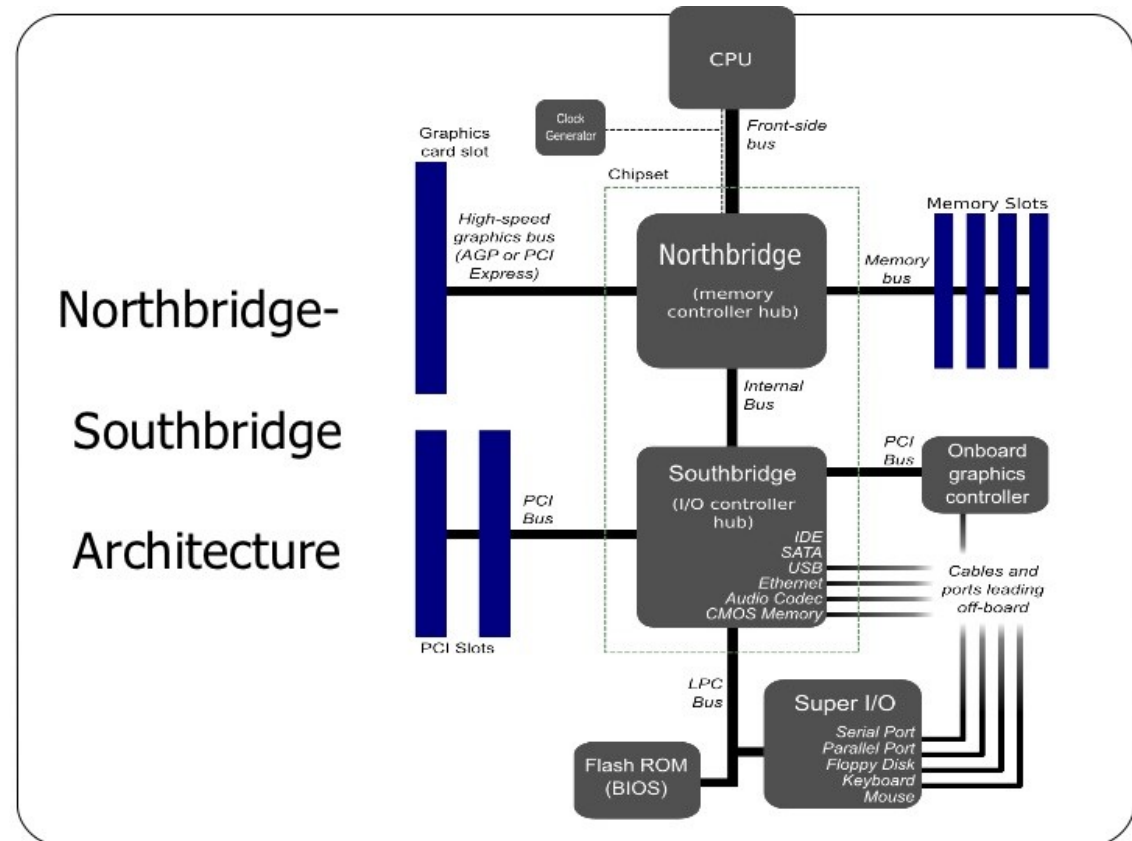 Northbridge-
Southbridge
Architecture
CPU
Clock
Generator
Front-side
bus
Graphics
card slot
Chipset
High-speed
graphics bus
(AGP or PCI
Express)
Northbridge
(memory
controller hub)
Memory
bus
Memory Slots
Internal
Bus
Southbridge
(I/O controller
hub)
PCI
Bus
Onboard
graphics
controller
PCI
Bus
PCI Slots
IDE
SATA
USB
Ethernet
Audio Codec
CMOS Memory
Cables and
ports leading
off-board
LPC
Bus
Super I/O
Serial Port
Parallel Port
Floppy Disk
Keyboard
Mouse
Flash ROM
(BIOS)